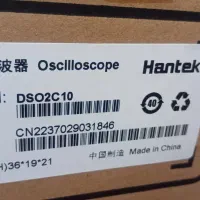 波器 Oscilloscope Hantek
: DSO2C10
40
CN2237029031846
中国制造 Made in China
H)36*19*21